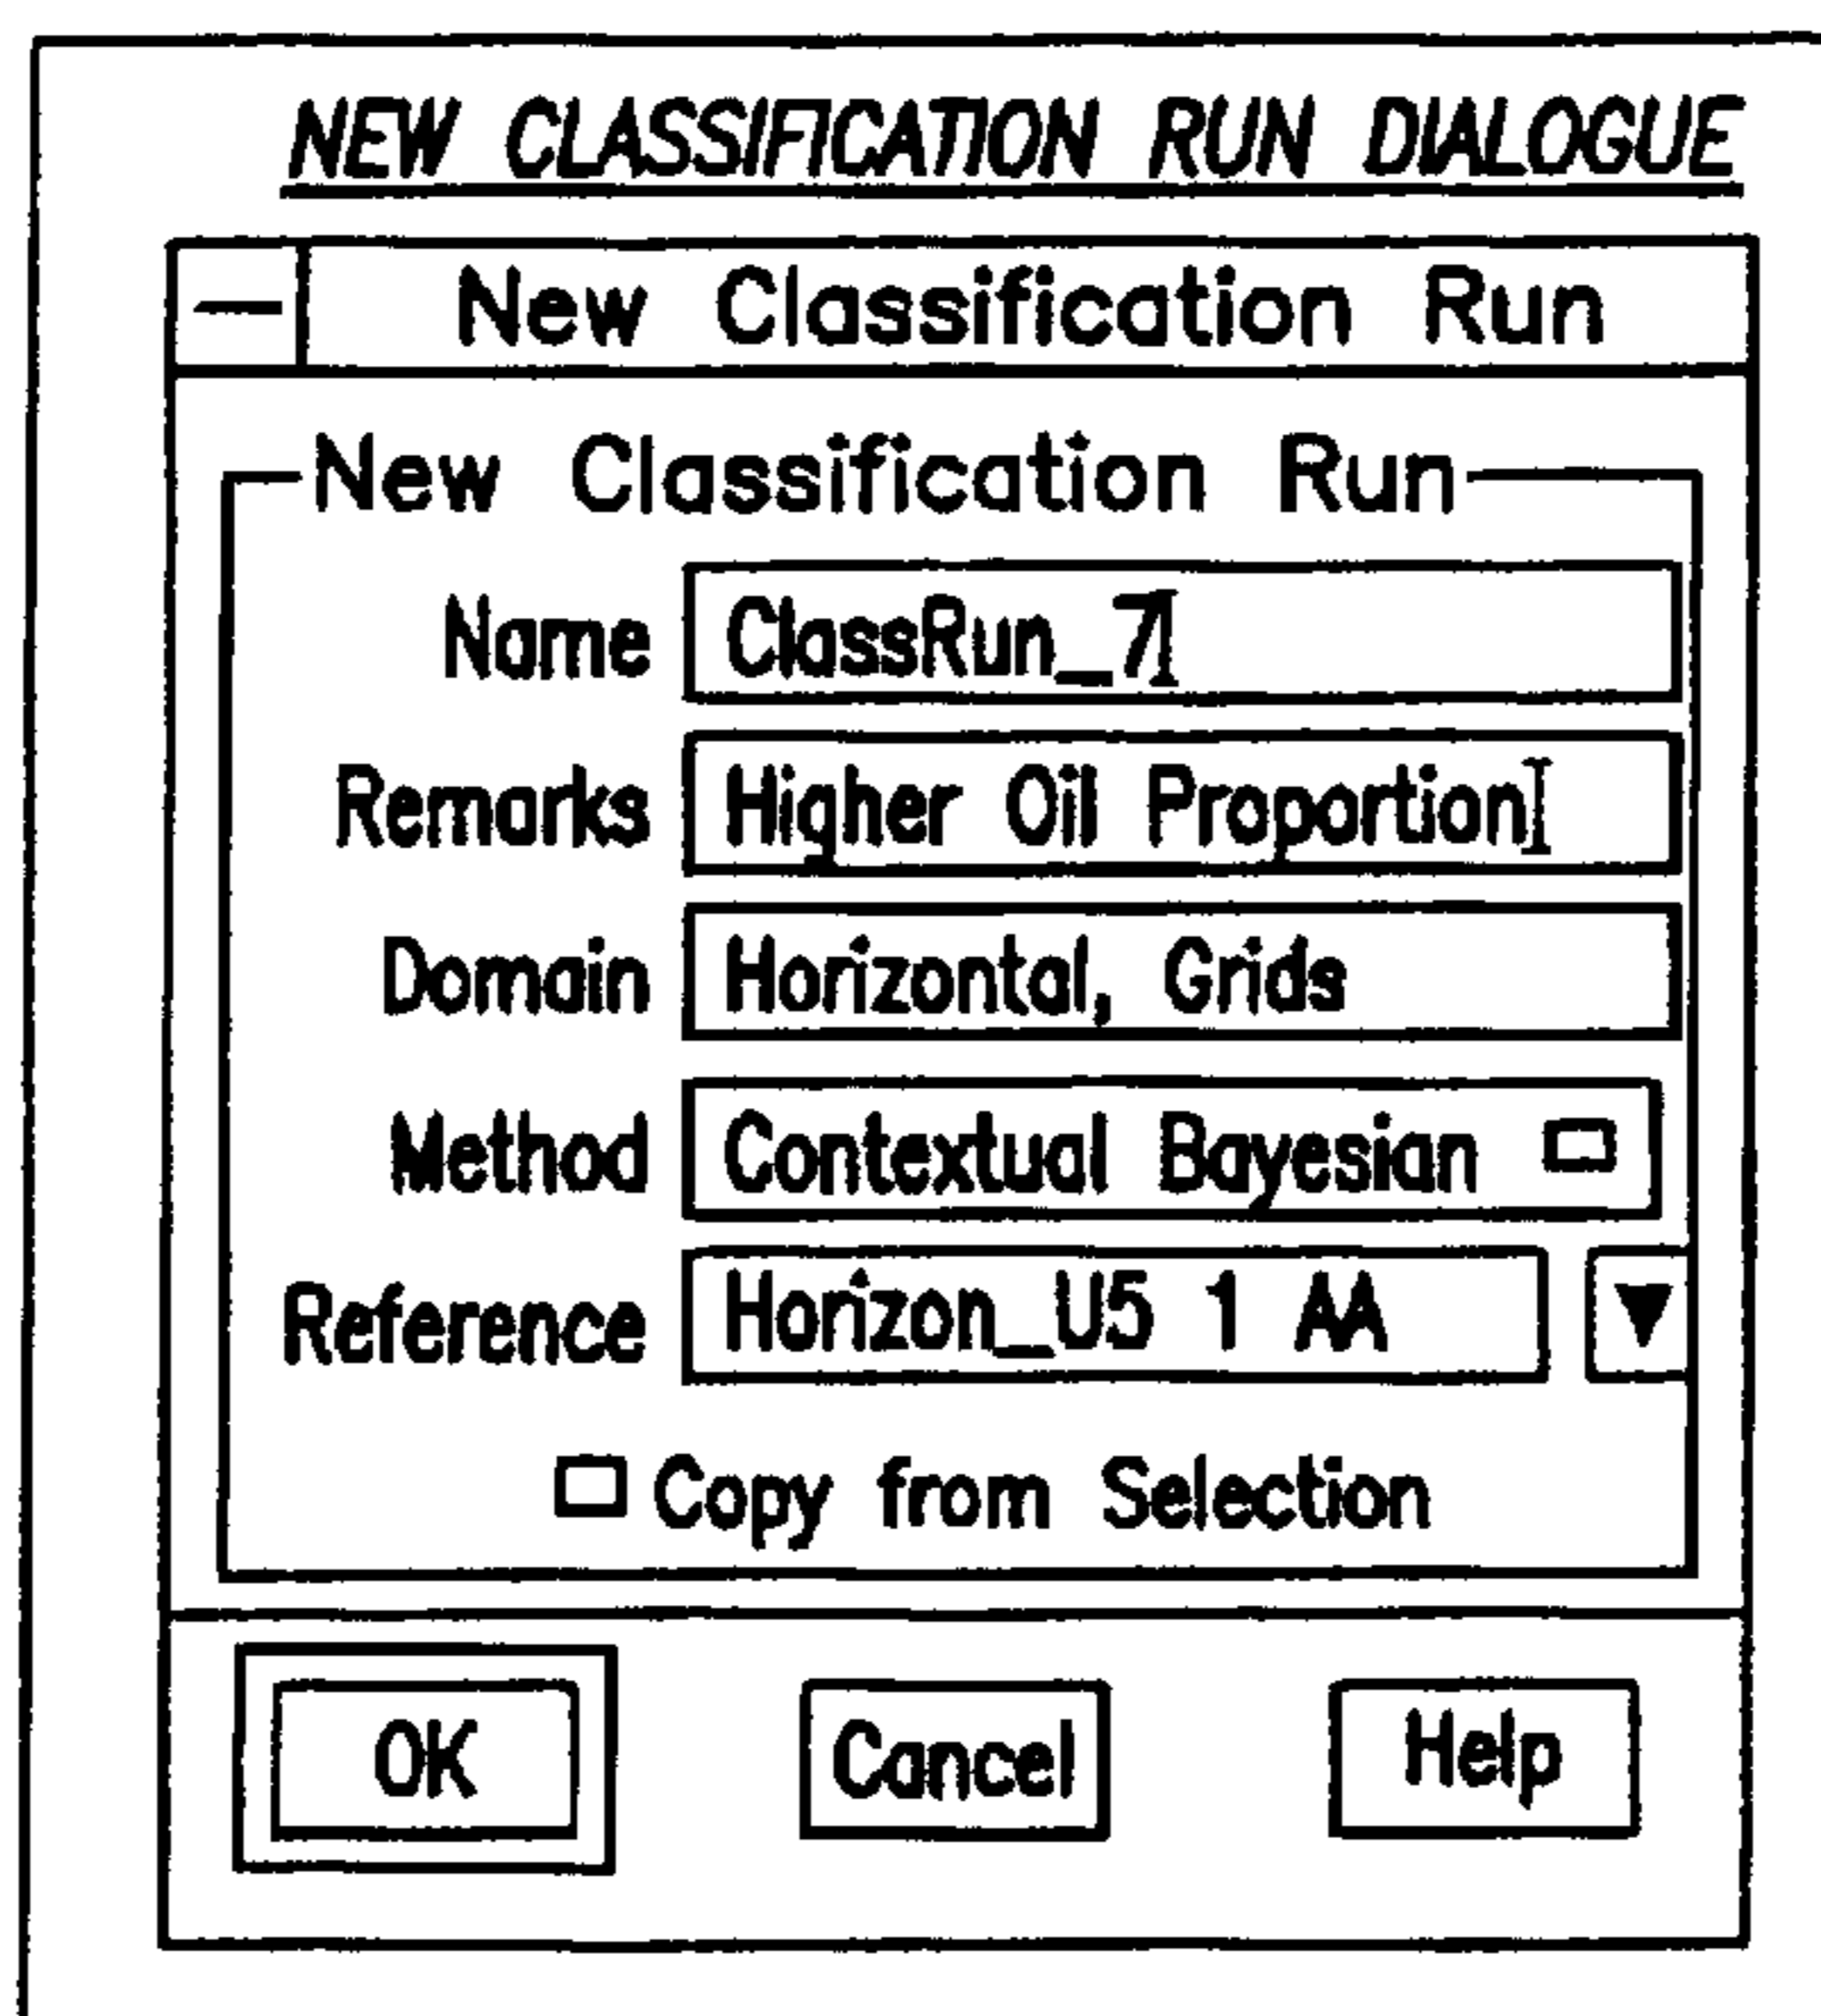 NEW CLASSIFICATION RUN DIALOGUE
New Classification Run
New Classification Run
Name ClassRun_7
Remarks Higher Oil Proportion
Domain Horizontal, Grids
Method Contextual Bayesian
Reference Horizon_U5 1 AA
Copy from Selection
OK Cancel Help